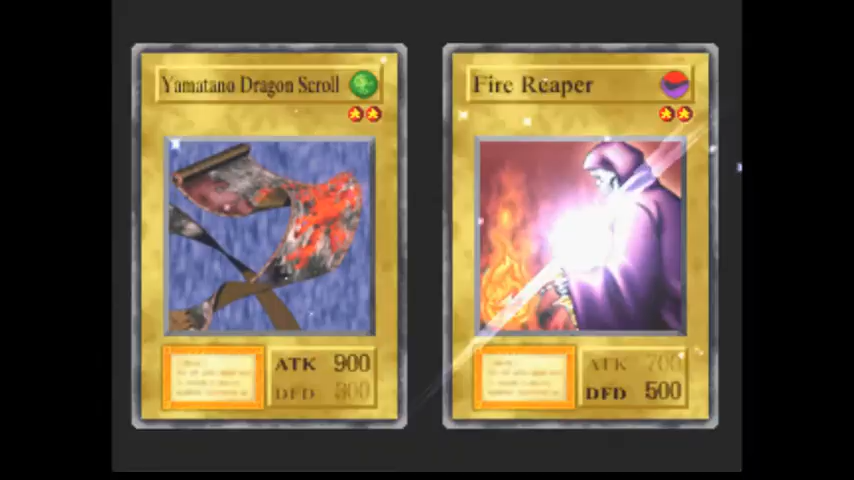 Yamatano Dragon Scroll
ATK 900
DFD 300
Fire Reaper
ATK 700
DFD 500